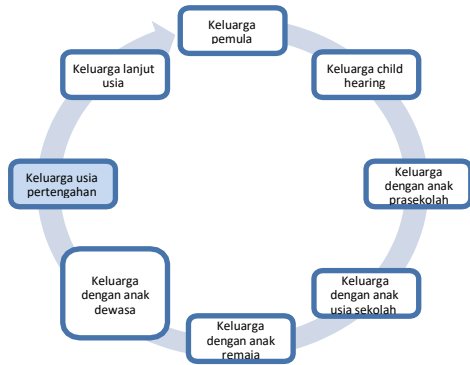 Keluarga
pemula
Keluarga child
hearing
Keluarga
dengan anak
prasekolah
Keluarga
dengan anak
usia sekolah
Keluarga
dengan anak
remaja
Keluarga
dengan anak
dewasa
Keluarga usia
pertengahan
Keluarga lanjut
usia